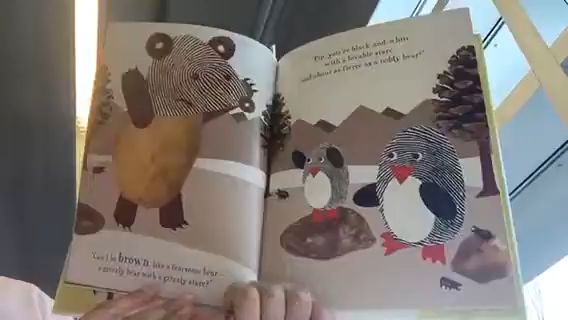 "Can I be brown like a fearsome bear...
a grizzly bear with a grizzly stare?"
"Pip, you're black and white
with a lovable stare
and about as fierce as a teddy bear!"